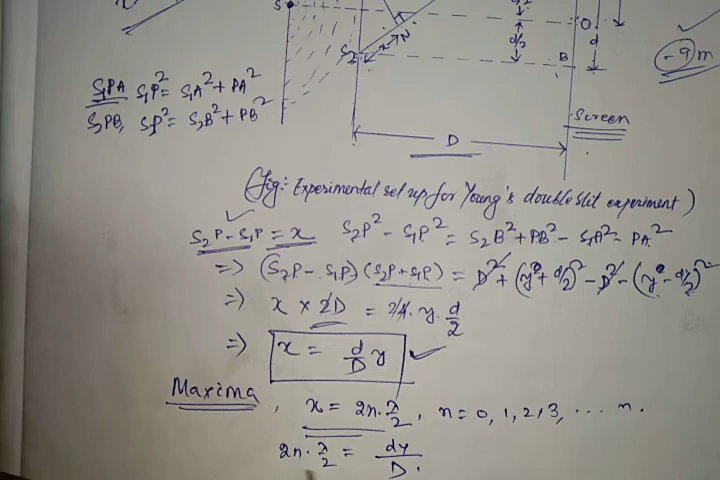 S
d/2
O
S₂
x
N
d/2
d
B
-9m
Screen
D
S₁PA S₁P² = S₁A² + PA²
S₂PB, S₂P² = S₂B² + PB²
(Fig:- Experimental set up for Young's double slit experiment)
S₂P - S₁P = x S₂P² - S₁P² = S₂B² + PB² - S₁A² - PA²
=> (S₂P - S₁P) (S₂P + S₁P) = D² + (y + d/2)² - D² - (y - d/2)²
=> x × 2D = 4. y. d/2
=> x = d/D y
Maxima, x = 2n. λ/2, n = 0, 1, 2, 3, .... n.
2n. λ/2 = dy/D.